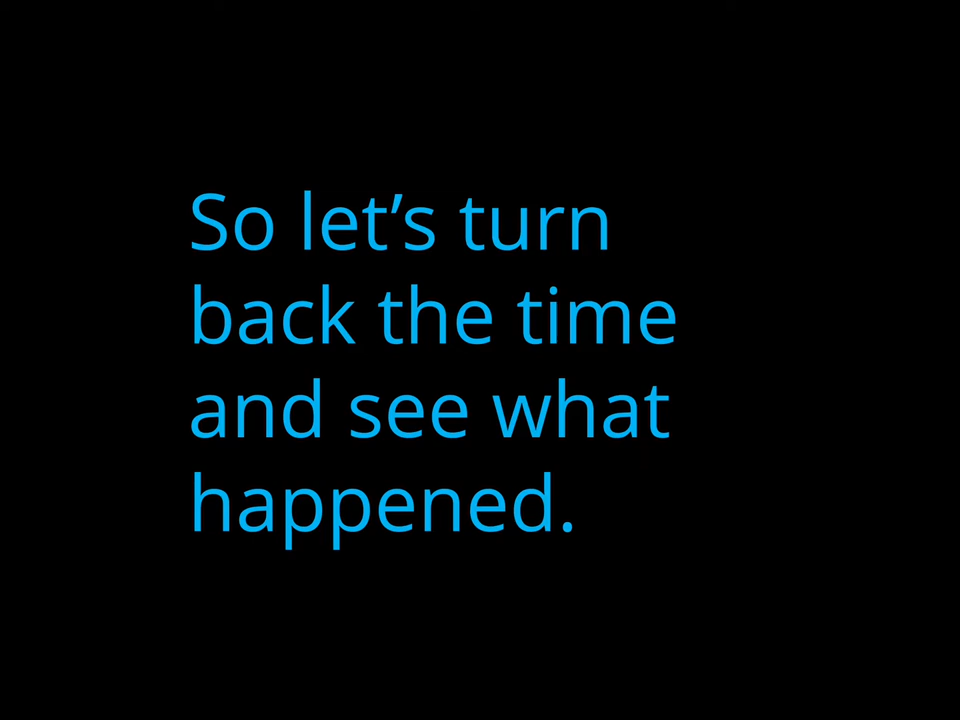 So let’s turn
back the time
and see what
happened.